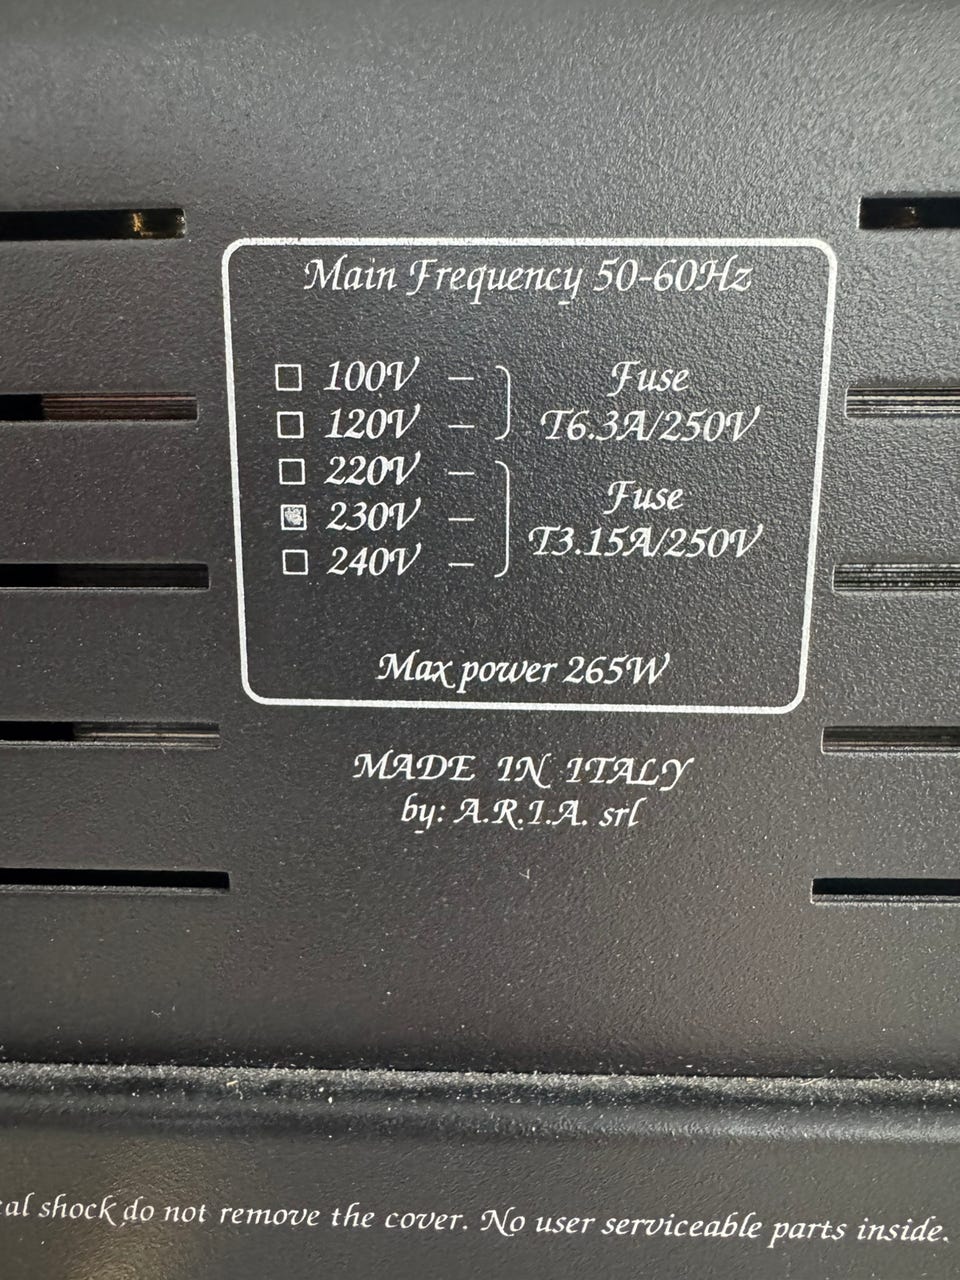 Main Frequency 50-60Hz
100V –
120V –
Fuse
T6.3A/250V
220V –
230V –
240V –
Fuse
T3.15A/250V
Max power 265W
MADE IN ITALY
by: A.R.I.A. srl
shock do not remove the cover. No user serviceable parts inside.